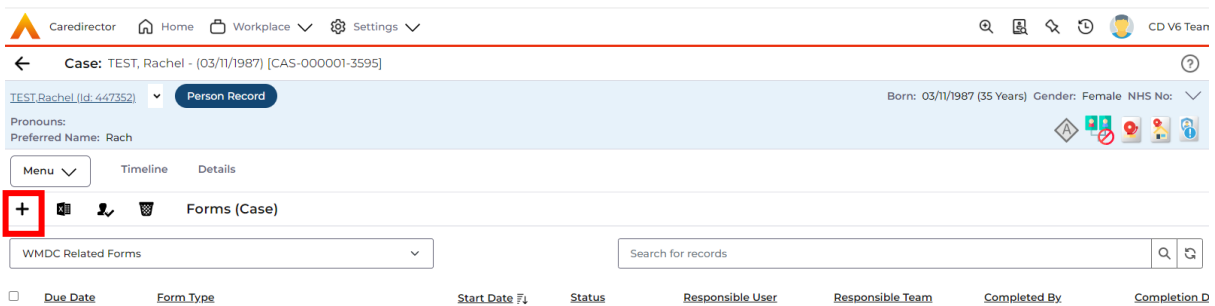 Caredirector Home Workplace Settings CD V6 Team
Case: TEST, Rachel - (03/11/1987) [CAS-000001-3595]
TEST,Rachel (Id: 447352) Person Record Born: 03/11/1987 (35 Years) Gender: Female NHS No:
Pronouns:
Preferred Name: Rach
Menu Timeline Details
Forms (Case)
WMDC Related Forms Search for records
Due Date Form Type Start Date Status Responsible User Responsible Team Completed By Completion D